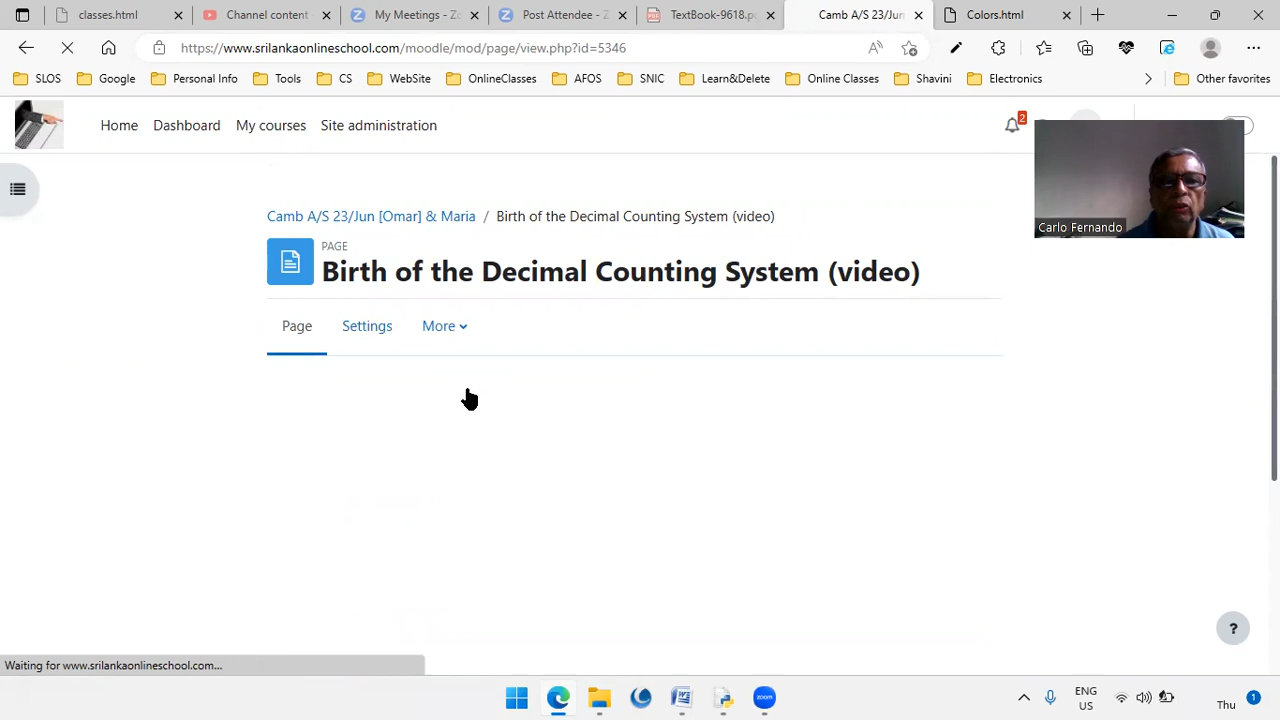 classes.html
Channel content
My Meetings - Zo
Post Attendee - Z
TextBook-9618.p
Camb A/S 23/Jun
Colors.html
https://www.srilankaonlineschool.com/moodle/mod/page/view.php?id=5346
SLOS
Google
Personal Info
Tools
CS
WebSite
OnlineClasses
AFOS
SNIC
Learn&Delete
Online Classes
Shavini
Electronics
Other favorites
Home
Dashboard
My courses
Site administration
2
Carlo Fernando
Camb A/S 23/Jun [Omar] & Maria / Birth of the Decimal Counting System (video)
PAGE
Birth of the Decimal Counting System (video)
Page
Settings
More
?
Waiting for www.srilankaonlineschool.com...
zoom
ENG
US
Thu
1